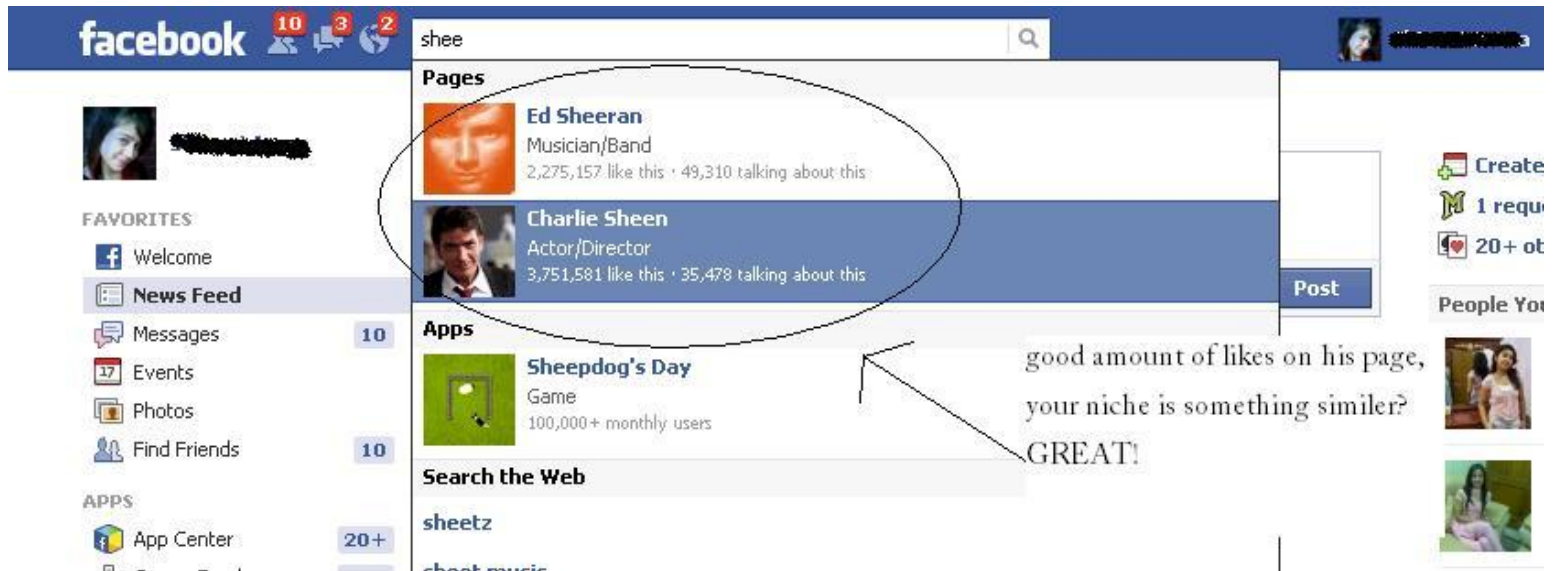 facebook
10
3
2
shee
Pages
Ed Sheeran
Musician/Band
2,275,157 like this · 49,310 talking about this
Charlie Sheen
Actor/Director
3,751,581 like this · 35,478 talking about this
Apps
Sheepdog's Day
Game
100,000+ monthly users
Search the Web
sheetz
sheet music
FAVORITES
Welcome
News Feed
Messages 10
17 Events
Photos
Find Friends 10
APPS
App Center 20+
good amount of likes on his page,
your niche is something similer?
GREAT!
Post
Create
1 requ
20+ ot
People You